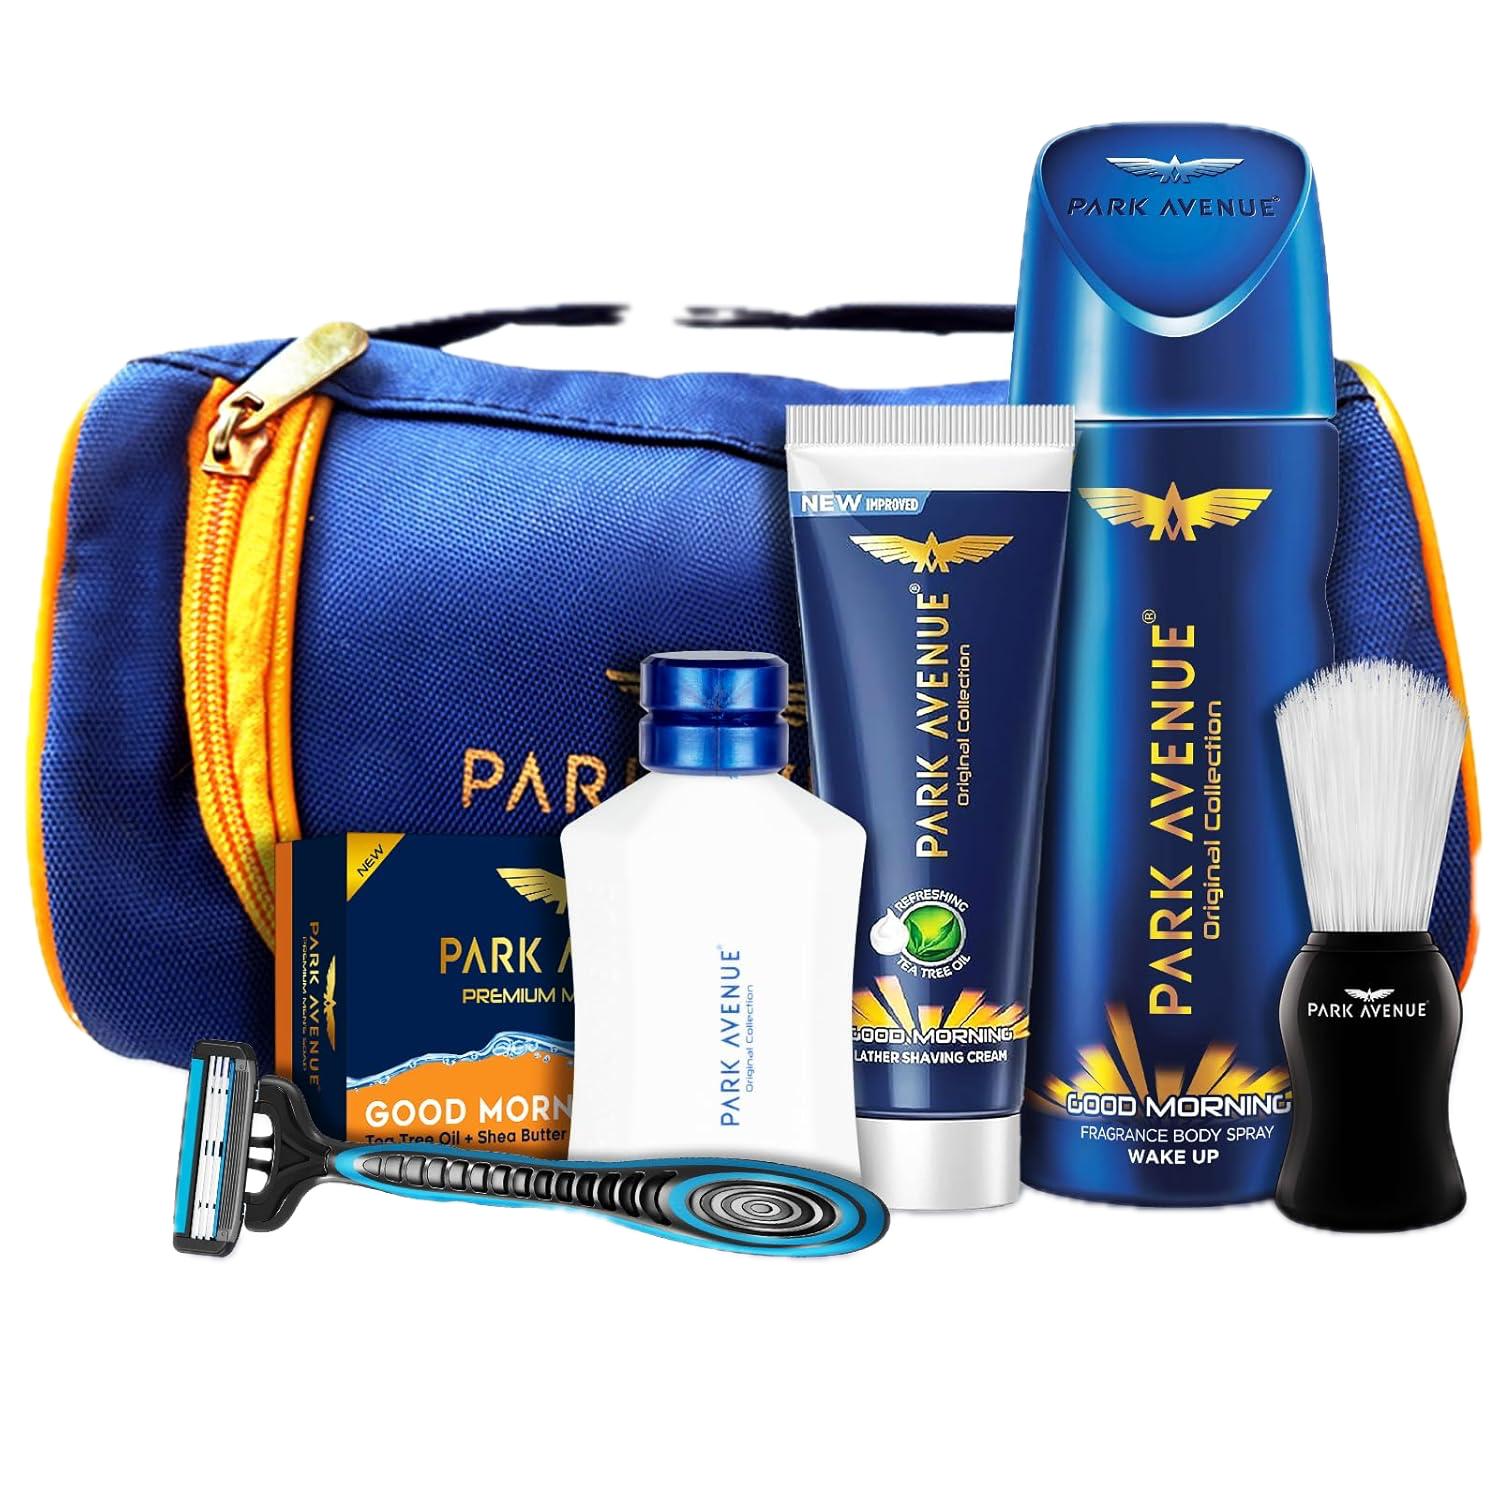 PARK AVENUE
NEW IMPROVED
PARK AVENUE®
Original Collection
REFRESHING
TEA TREE OIL
GOOD MORNING
LATHER SHAVING CREAM
PARK AVENUE®
Original Collection
GOOD MORNING
FRAGRANCE BODY SPRAY
WAKE UP
PARK AVENUE
PAR
NEW
PARK A
PREMIUM M
GOOD MORN
Tea Tree Oil + Shea Butter
PARK AVENUE
PREMIUM MEN'S SOAP
PARK AVENUE
Original Collection